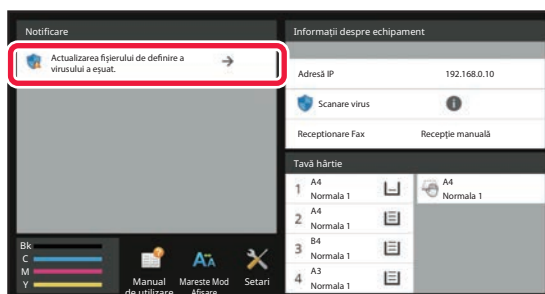 Notificare
Actualizarea fișierului de definire a
virusului a eșuat.
Informații despre echipament
Adresă IP 192.168.0.10
Scanare virus
Receptionare Fax Recepție manuală
Tavă hârtie
1 A4
Normala 1
A4
Normala 1
2 A4
Normala 1
3 B4
Normala 1
4 A3
Normala 1
Bk
C
M
Y
Manual
de utilizare
Mareste Mod
Afisare
Setari